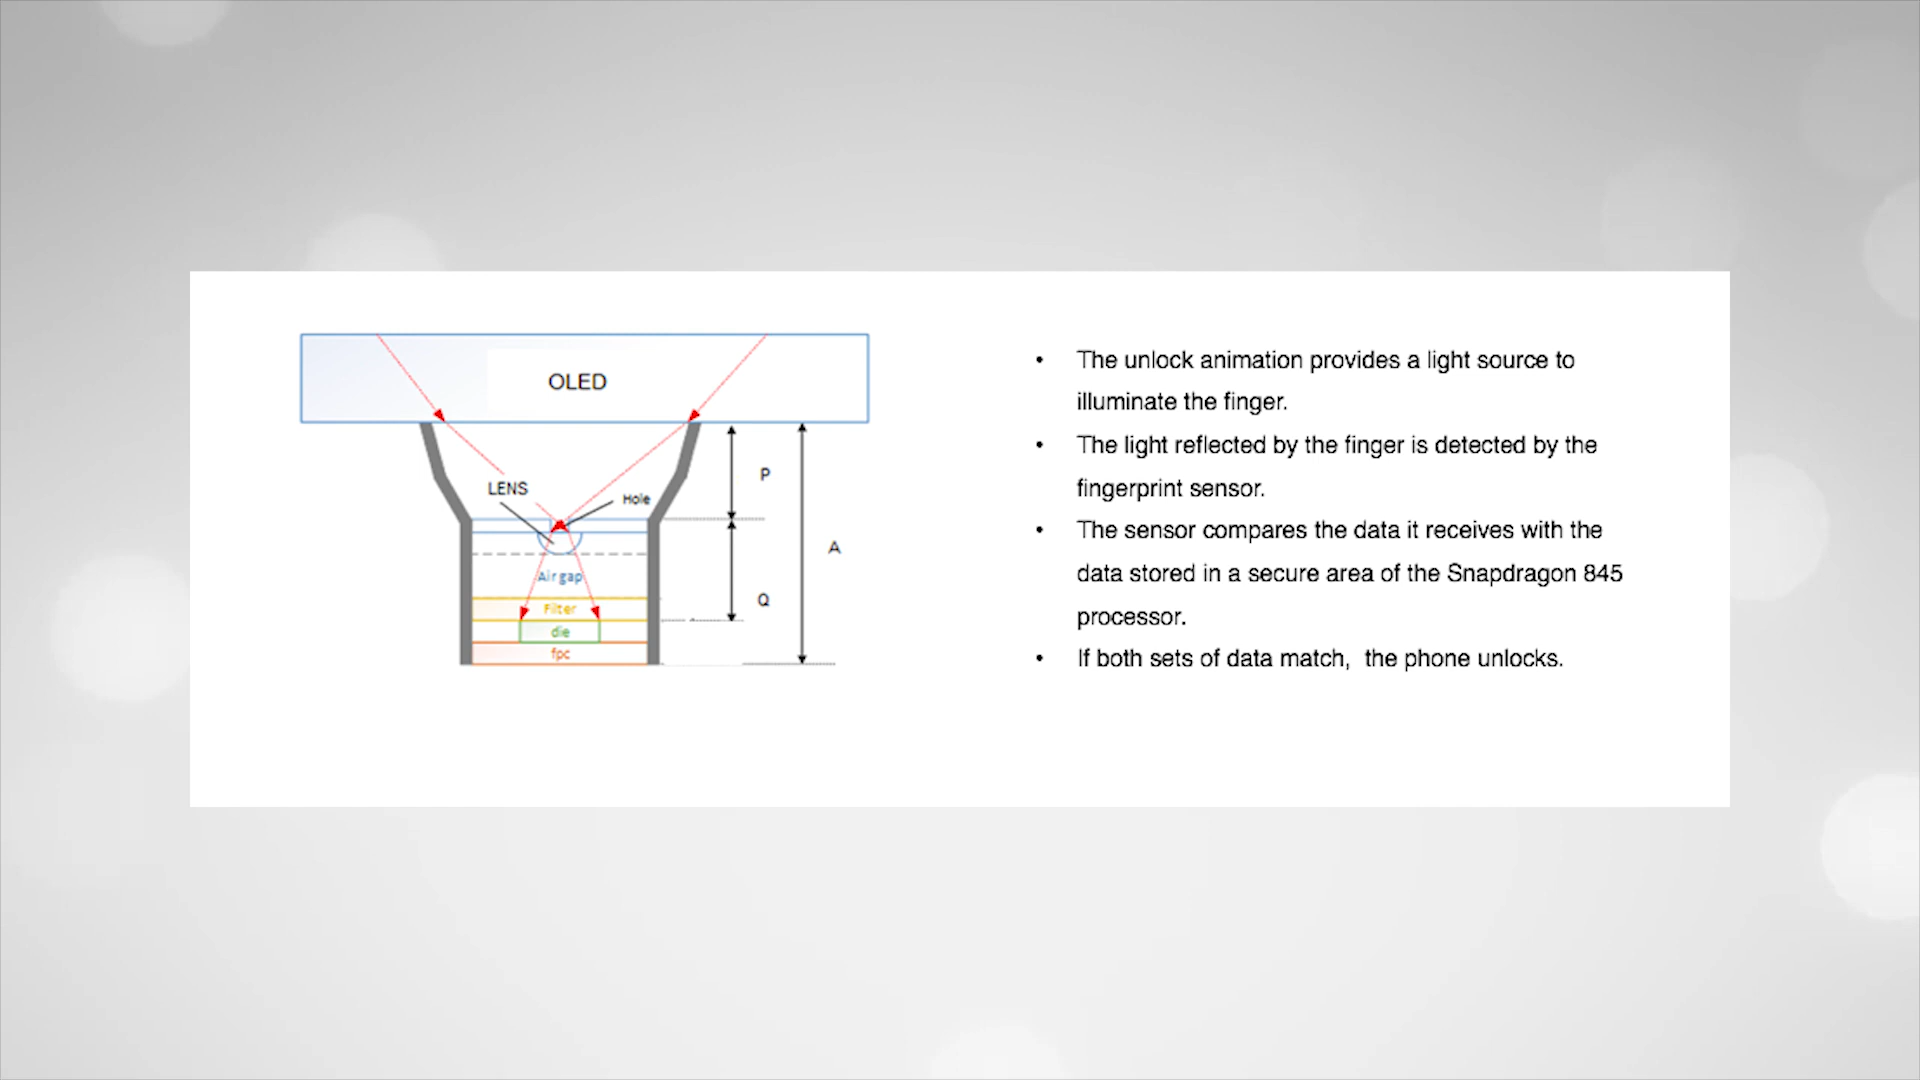 OLED
P
LENS
Hole
A
Air gap
Q
Filter
die
fpc
• The unlock animation provides a light source to
illuminate the finger.
• The light reflected by the finger is detected by the
fingerprint sensor.
• The sensor compares the data it receives with the
data stored in a secure area of the Snapdragon 845
processor.
• If both sets of data match,  the phone unlocks.